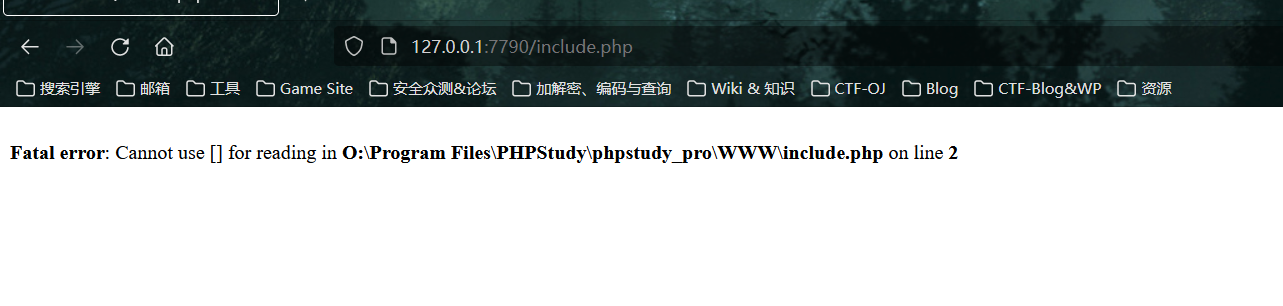 127.0.0.1:7790/include.php
搜索引擎 邮箱 工具 Game Site 安全众测&论坛 加解密、编码与查询 Wiki & 知识 CTF-OJ Blog CTF-Blog&WP 资源
Fatal error: Cannot use [] for reading in O:\Program Files\PHPStudy\phpstudy_pro\WWW\include.php on line 2